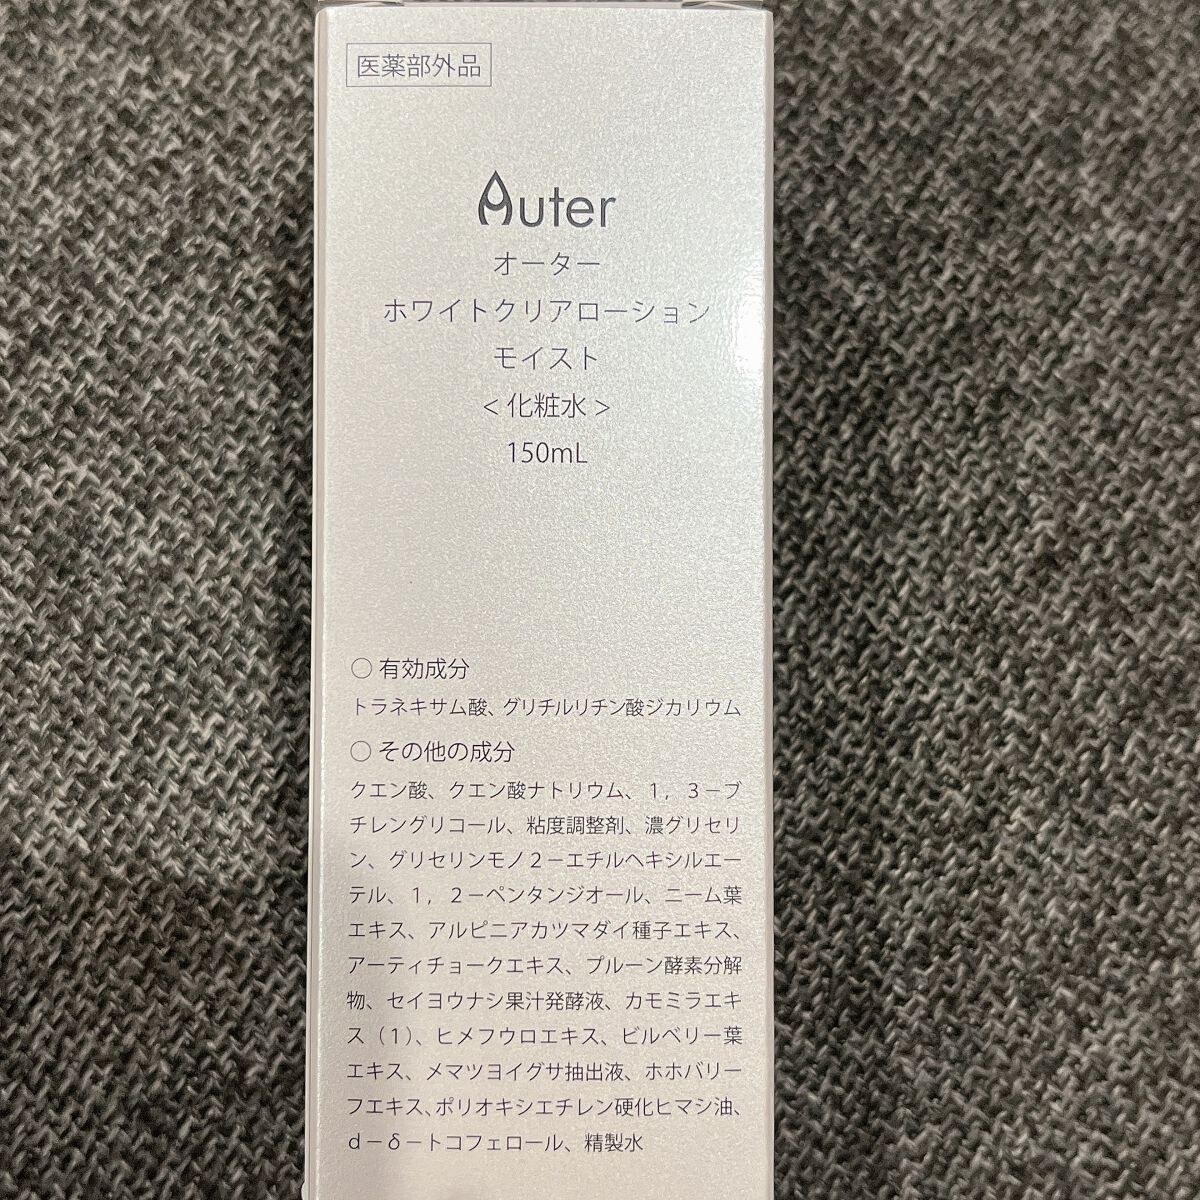 医薬部外品
Auter
オーター
ホワイトクリアローション
モイスト
<化粧水>
150mL
○ 有効成分
トラネキサム酸、グリチルリチン酸ジカリウム
○ その他の成分
クエン酸、クエン酸ナトリウム、１，３－ブ
チレングリコール、粘度調整剤、濃グリセリ
ン、グリセリンモノ２－エチルヘキシルエー
テル、１，２－ペンタンジオール、ニーム葉
エキス、アルピニアカツマダイ種子エキス、
アーティチョークエキス、プルーン酵素分解
物、セイヨウナシ果汁発酵液、カモミラエキ
ス（１）、ヒメフウロエキス、ビルベリー葉
エキス、メマツヨイグサ抽出液、ホホバリー
フエキス、ポリオキシエチレン硬化ヒマシ油、
ｄ－δ－トコフェロール、精製水